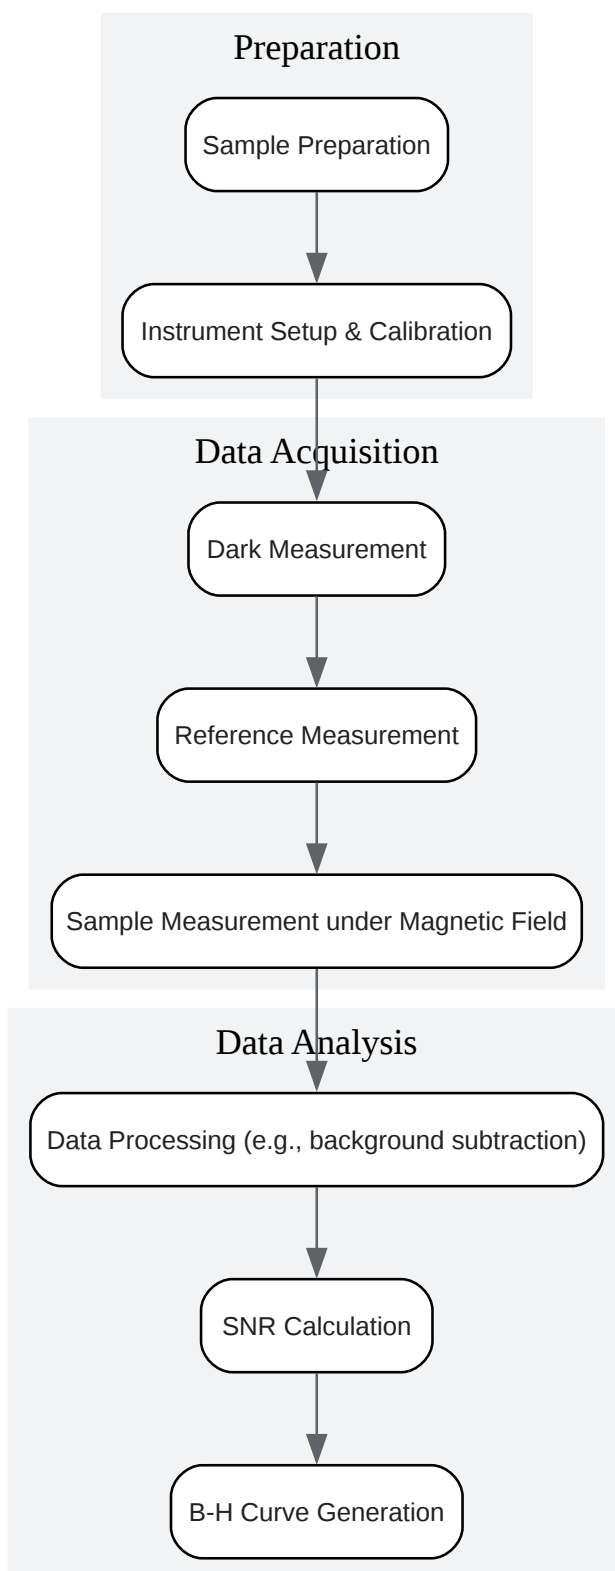 Preparation
Sample Preparation
Instrument Setup & Calibration
Data Acquisition
Dark Measurement
Reference Measurement
Sample Measurement under Magnetic Field
Data Analysis
Data Processing (e.g., background subtraction)
SNR Calculation
B-H Curve Generation